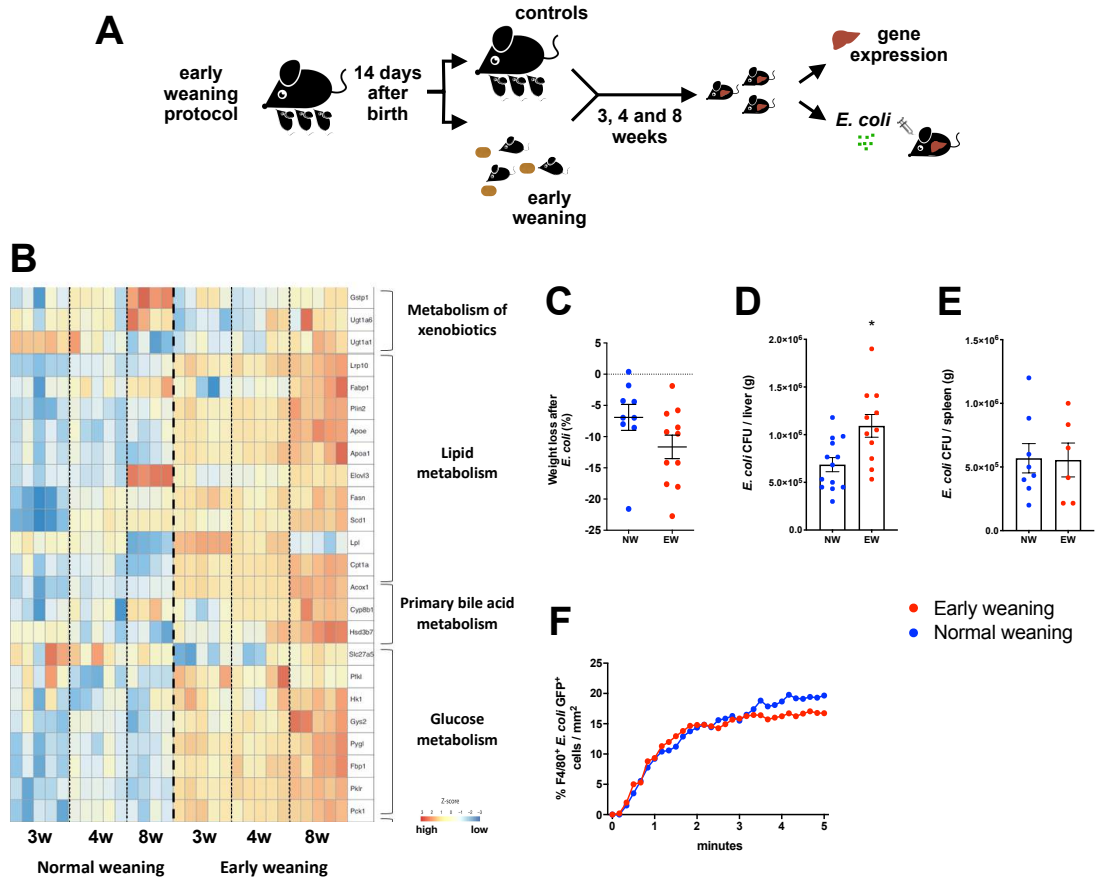 A
early
weaning
protocol
14 days
after
birth
controls
early
weaning
3, 4 and 8
weeks
gene
expression
E. coli
B
Gstp1
Ugt1a6
Ugt1a1
Lrp10
Fabp1
Plin2
Apoe
Apoa1
Elovl3
Fasn
Scd1
Lpl
Cpt1a
Acox1
Cyp8b1
Hsd3b7
Slc27a5
Pfkl
Hk1
Gys2
Pygl
Fbp1
Pklr
Pck1
Metabolism of
xenobiotics
Lipid
metabolism
Primary bile acid
metabolism
Glucose
metabolism
Z-score
3 2 1 0 -1 -2 -3
high low
3w 4w 8w 3w 4w 8w
Normal weaning Early weaning
C
Weight loss after
E. coli (%)
5
0
-5
-10
-15
-20
-25
NW EW
D
E. coli CFU / liver (g)
2.0×10⁶
1.5×10⁶
1.0×10⁶
5.0×10⁵
0.0
*
NW EW
E
E. coli CFU / spleen (g)
1.5×10⁶
1.0×10⁶
5.0×10⁵
0.0
NW EW
Early weaning
Normal weaning
F
% F4/80⁺ E. coli GFP⁺
cells / mm²
25
20
15
10
5
0
0 1 2 3 4 5
minutes